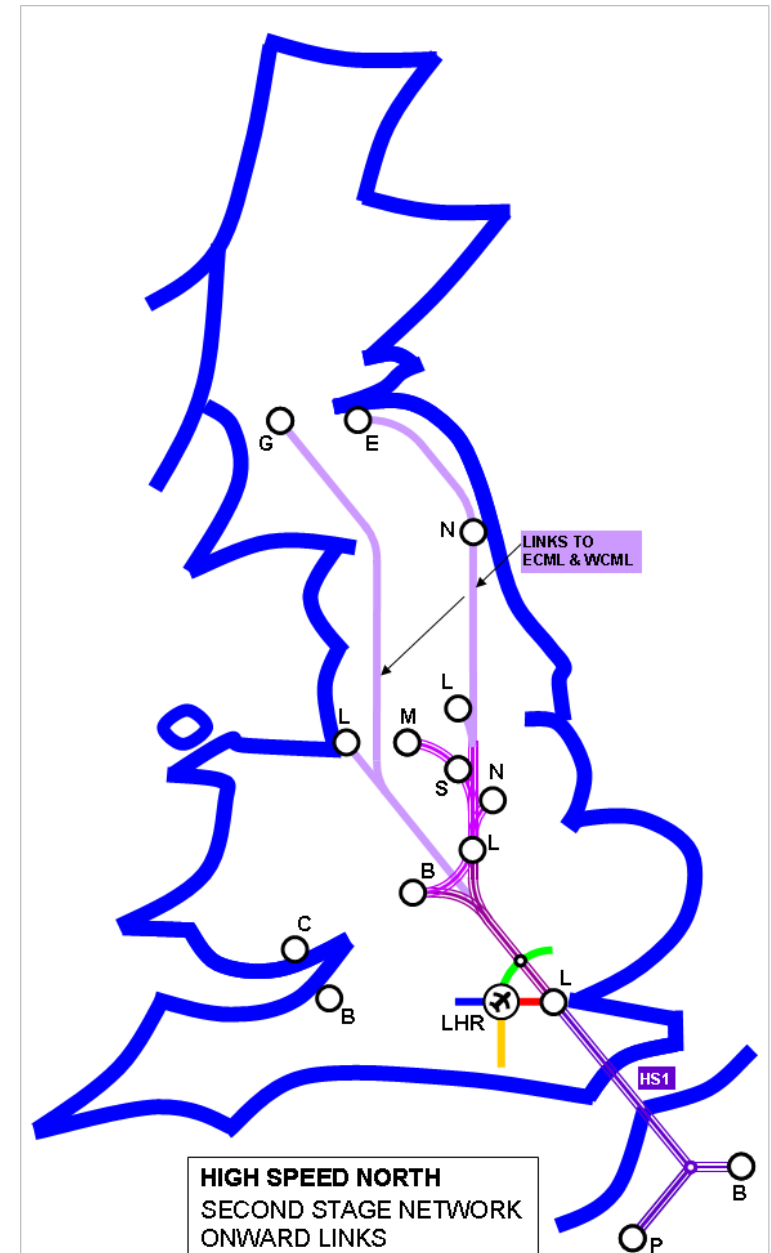 G
E
N
LINKS TO
ECML & WCML
L
L
M
S
N
L
B
C
B
L
LHR
HS1
B
P
HIGH SPEED NORTH
SECOND STAGE NETWORK
ONWARD LINKS